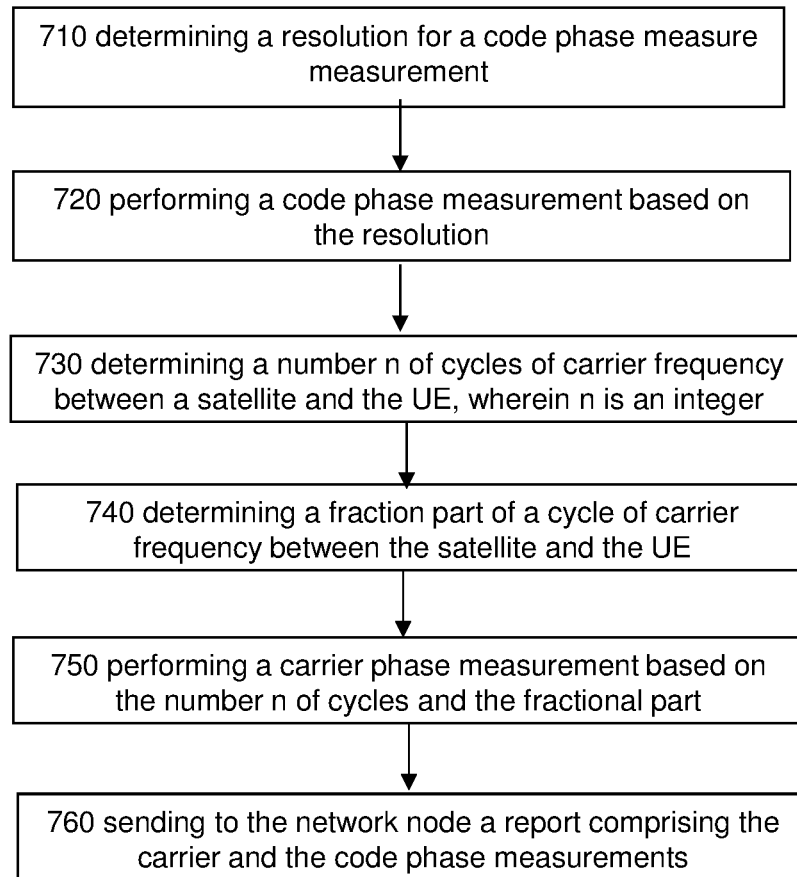 710 determining a resolution for a code phase measure
measurement
720 performing a code phase measurement based on
the resolution
730 determining a number n of cycles of carrier frequency
between a satellite and the UE, wherein n is an integer
740 determining a fraction part of a cycle of carrier
frequency between the satellite and the UE
750 performing a carrier phase measurement based on
the number n of cycles and the fractional part
760 sending to the network node a report comprising the
carrier and the code phase measurements